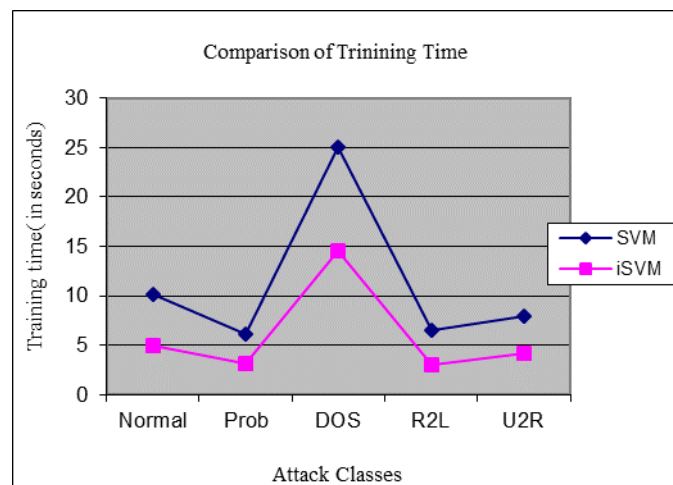 Comparison of Trinining Time
Training time( in seconds)
30
25
20
15
10
5
0
Normal Prob DOS R2L U2R
Attack Classes
SVM
iSVM